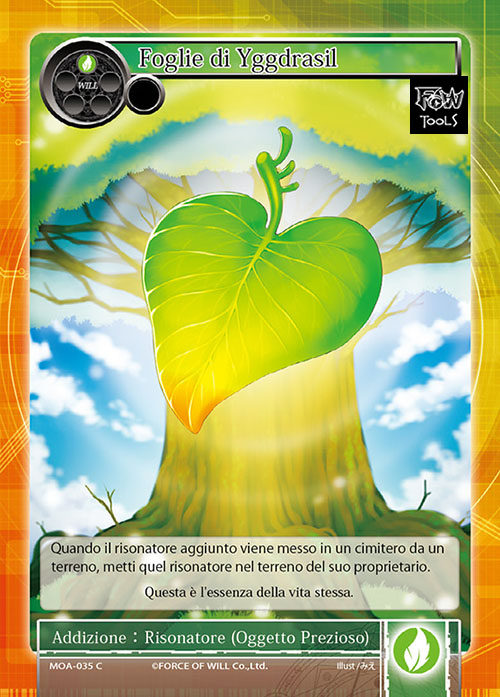 Foglie di Yggdrasil
WILL
FOW
TOOLS
Quando il risonatore aggiunto viene messo in un cimitero da un
terreno, metti quel risonatore nel terreno del suo proprietario.
Questa è l'essenza della vita stessa.
Addizione : Risonatore (Oggetto Prezioso)
MOA-035 C ©FORCE OF WILL Co.,Ltd. Illust/みえ